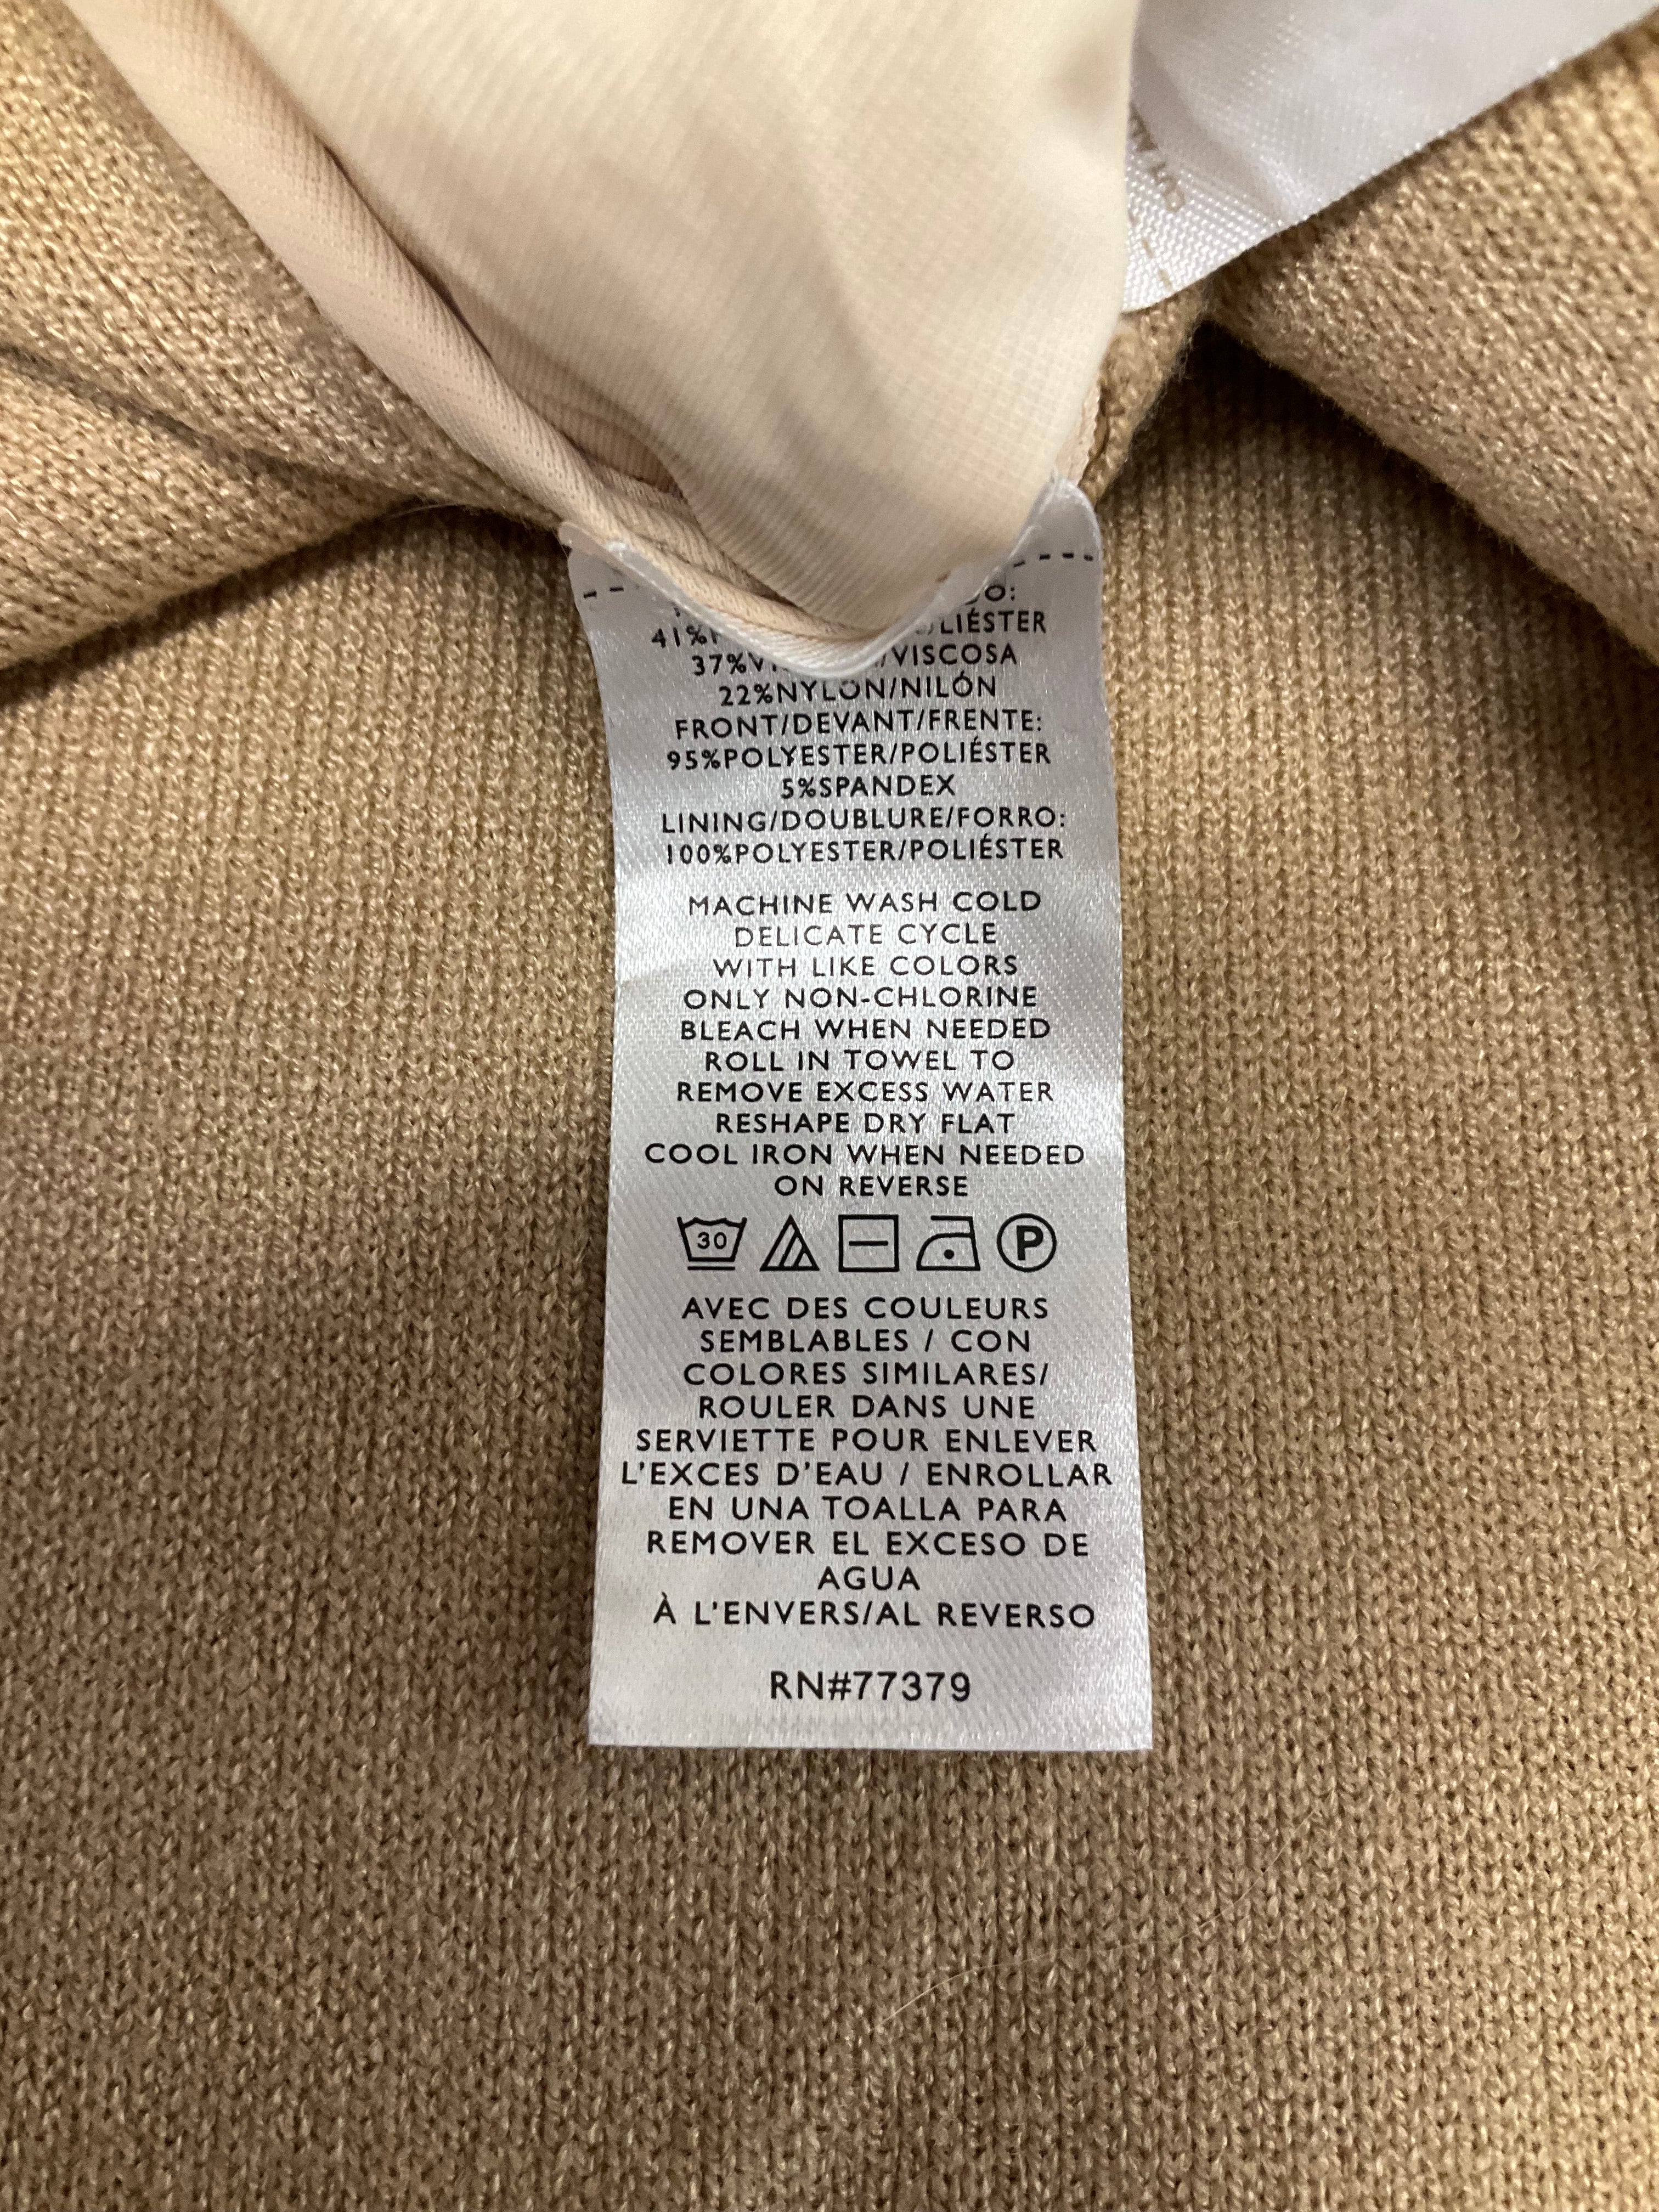 41%
LIÉSTER
37% /VISCOSA
22%NYLON/NILÓN
FRONT/DEVANT/FRENTE:
95%POLYESTER/POLIÉSTER
5%SPANDEX
LINING/DOUBLURE/FORRO:
100%POLYESTER/POLIÉSTER
MACHINE WASH COLD
DELICATE CYCLE
WITH LIKE COLORS
ONLY NON-CHLORINE
BLEACH WHEN NEEDED
ROLL IN TOWEL TO
REMOVE EXCESS WATER
RESHAPE DRY FLAT
COOL IRON WHEN NEEDED
ON REVERSE
30 P
AVEC DES COULEURS
SEMBLABLES / CON
COLORES SIMILARES/
ROULER DANS UNE
SERVIETTE POUR ENLEVER
L'EXCES D'EAU / ENROLLAR
EN UNA TOALLA PARA
REMOVER EL EXCESO DE
AGUA
À L'ENVERS/AL REVERSO
RN#77379